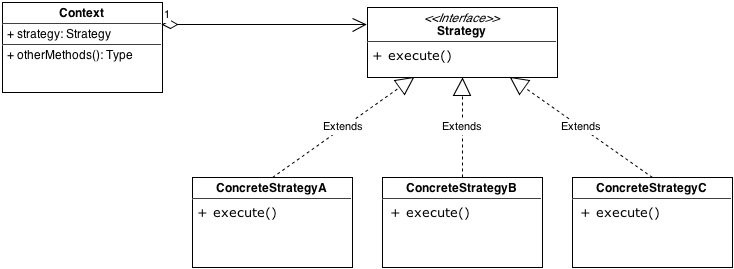 Context
+ strategy: Strategy
+ otherMethods(): Type
1
<<Interface>>
Strategy
+ execute()
Extends
Extends
Extends
ConcreteStrategyA
+ execute()
ConcreteStrategyB
+ execute()
ConcreteStrategyC
+ execute()